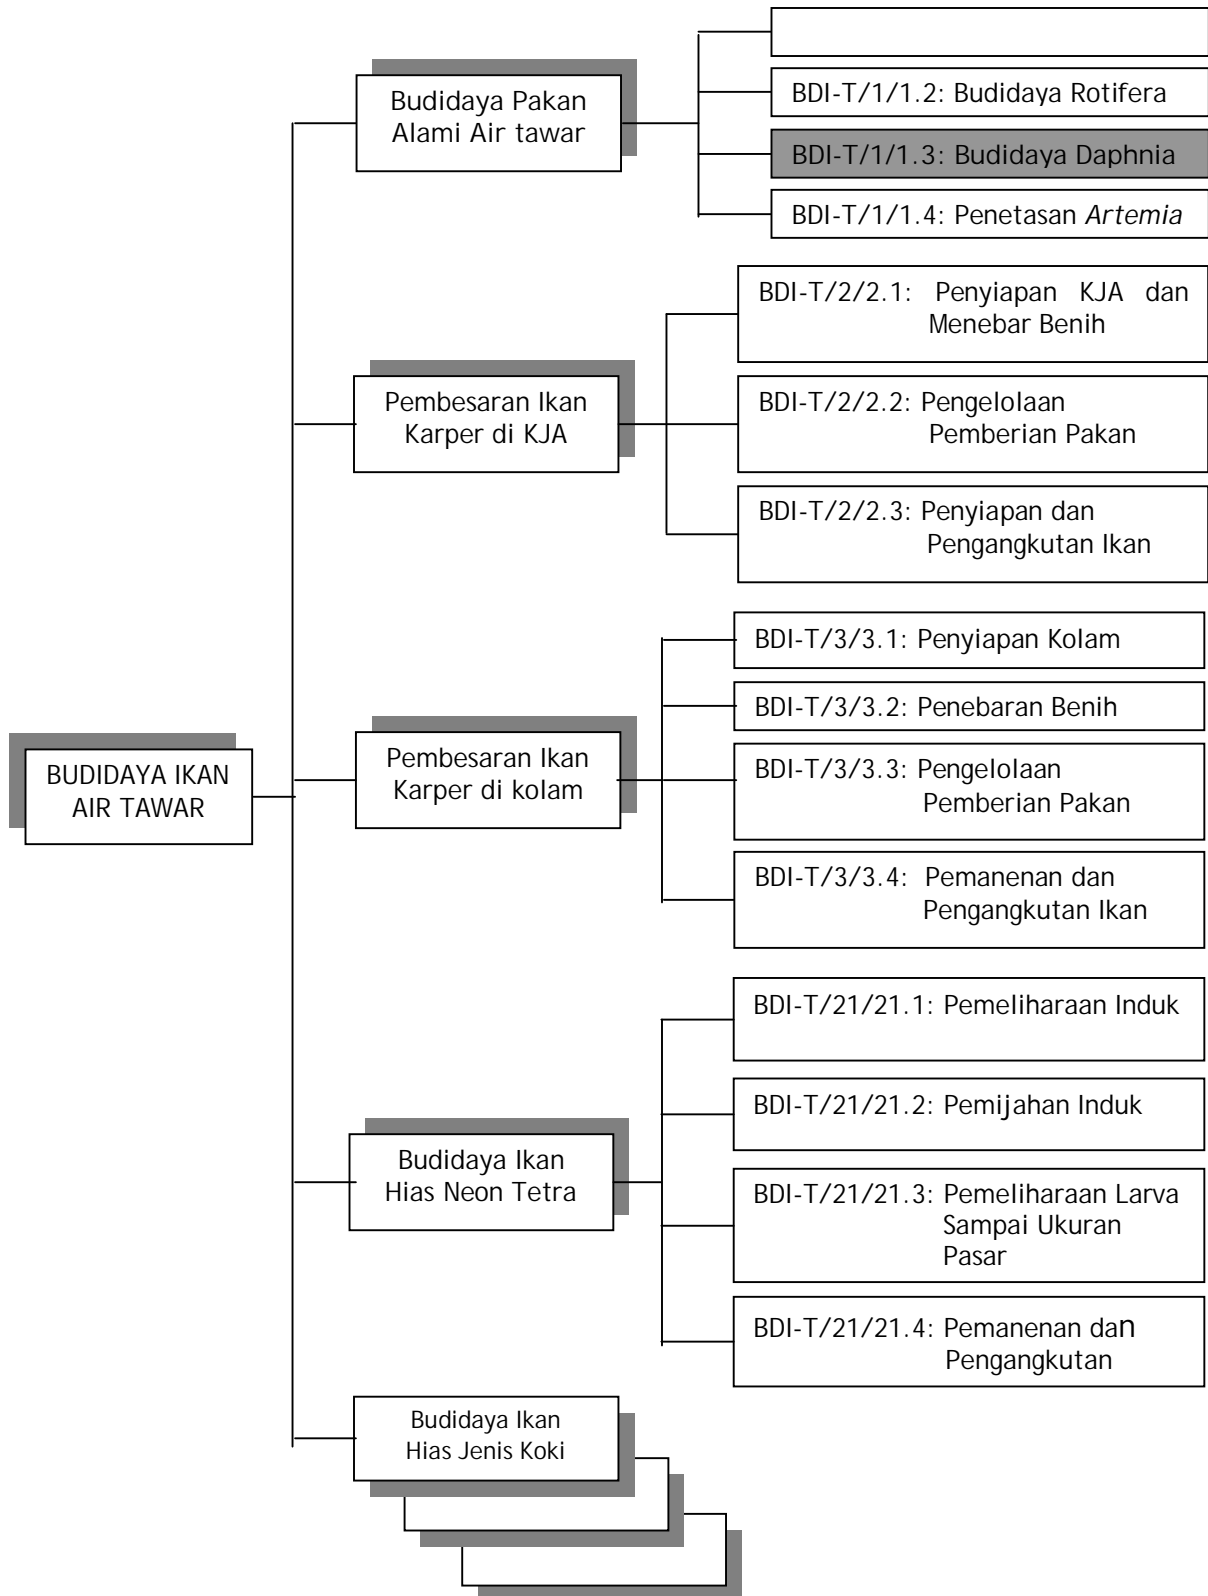 Budidaya Pakan
Alami Air tawar
BDI-T/1/1.2: Budidaya Rotifera
BDI-T/1/1.3: Budidaya Daphnia
BDI-T/1/1.4: Penetasan Artemia
Pembesaran Ikan
Karper di KJA
BDI-T/2/2.1: Penyiapan KJA dan
Menebar Benih
BDI-T/2/2.2: Pengelolaan
Pemberian Pakan
BDI-T/2/2.3: Penyiapan dan
Pengangkutan Ikan
BUDIDAYA IKAN
AIR TAWAR
Pembesaran Ikan
Karper di kolam
BDI-T/3/3.1: Penyiapan Kolam
BDI-T/3/3.2: Penebaran Benih
BDI-T/3/3.3: Pengelolaan
Pemberian Pakan
BDI-T/3/3.4: Pemanenan dan
Pengangkutan Ikan
Budidaya Ikan
Hias Neon Tetra
BDI-T/21/21.1: Pemeliharaan Induk
BDI-T/21/21.2: Pemijahan Induk
BDI-T/21/21.3: Pemeliharaan Larva
Sampai Ukuran
Pasar
BDI-T/21/21.4: Pemanenan dan
Pengangkutan
Budidaya Ikan
Hias Jenis Koki